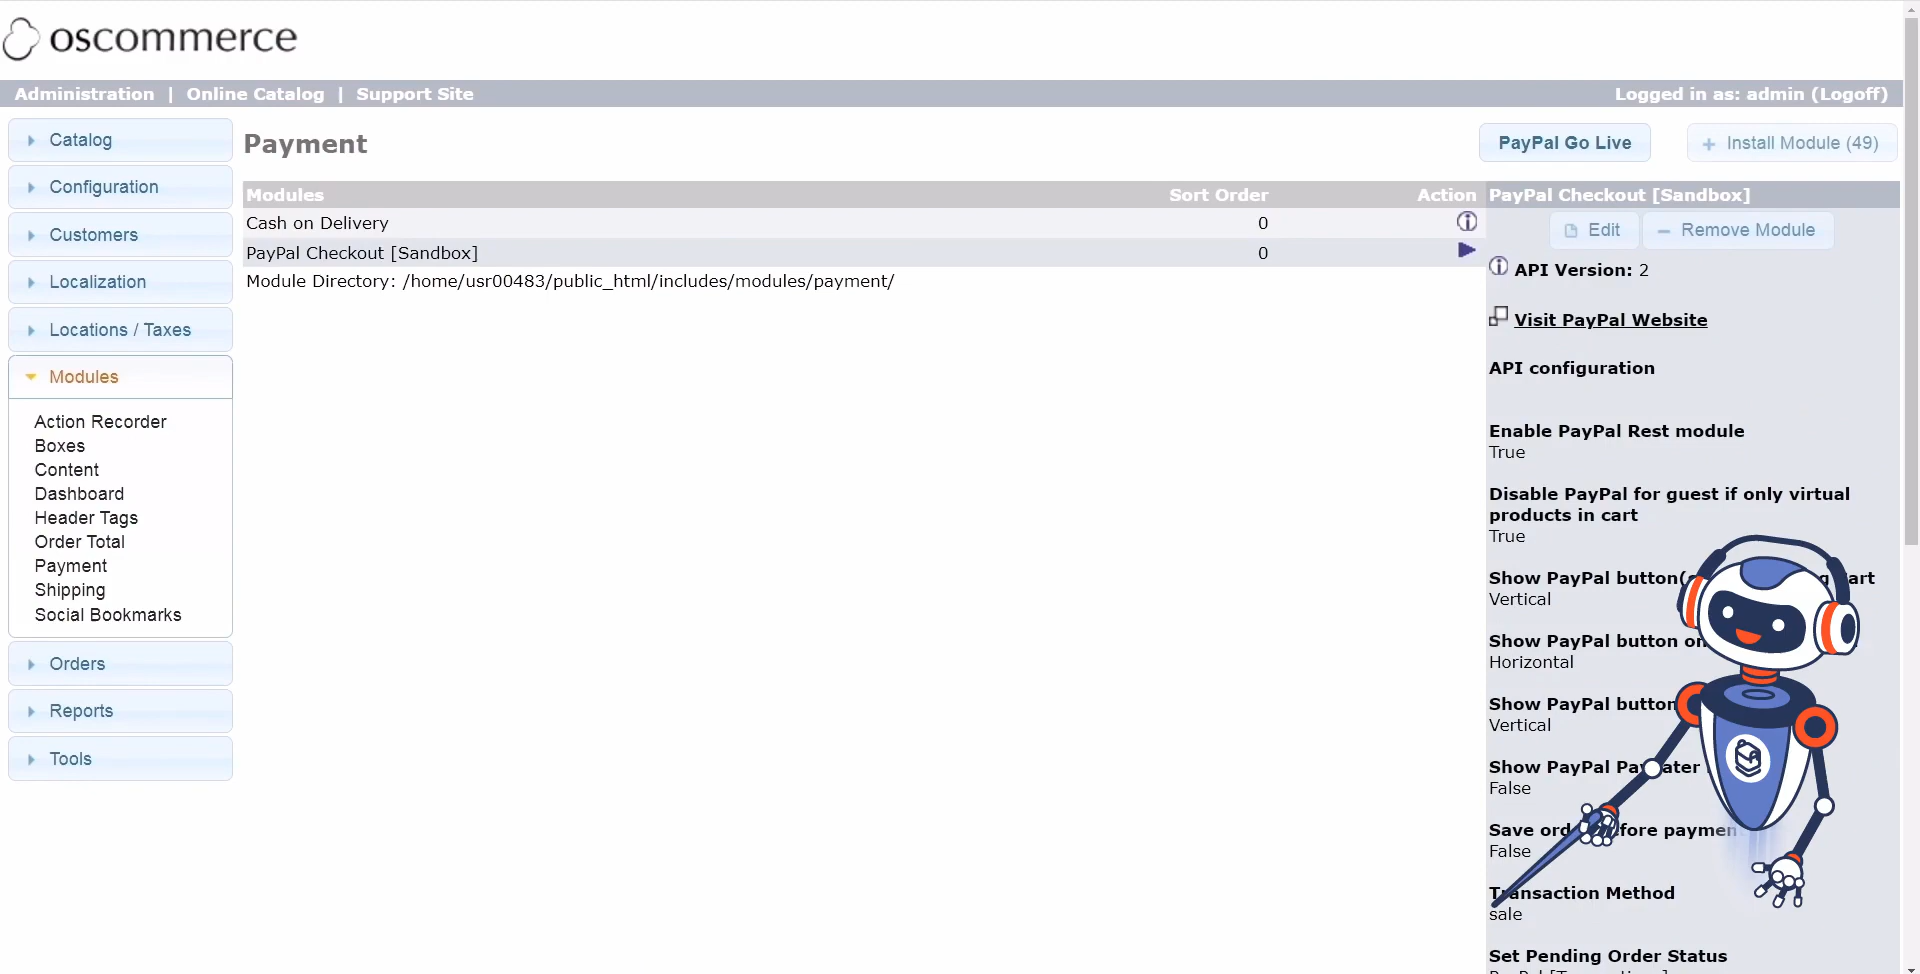 oscommerce
Administration | Online Catalog | Support Site
Logged in as: admin (Logoff)
Catalog
Configuration
Customers
Localization
Locations / Taxes
Modules
Action Recorder
Boxes
Content
Dashboard
Header Tags
Order Total
Payment
Shipping
Social Bookmarks
Orders
Reports
Tools
Payment
PayPal Go Live
Install Module (49)
Modules Sort Order Action
Cash on Delivery 0
PayPal Checkout [Sandbox] 0
Module Directory: /home/usr00483/public_html/includes/modules/payment/
PayPal Checkout [Sandbox]
Edit
Remove Module
API Version: 2
Visit PayPal Website
API configuration
Enable PayPal Rest module
True
Disable PayPal for guest if only virtual
products in cart
True
Show PayPal button
Vertical
Show PayPal button on
Horizontal
Show PayPal button
Vertical
Show PayPal
False
Save
False
Transaction Method
sale
Set Pending Order Status